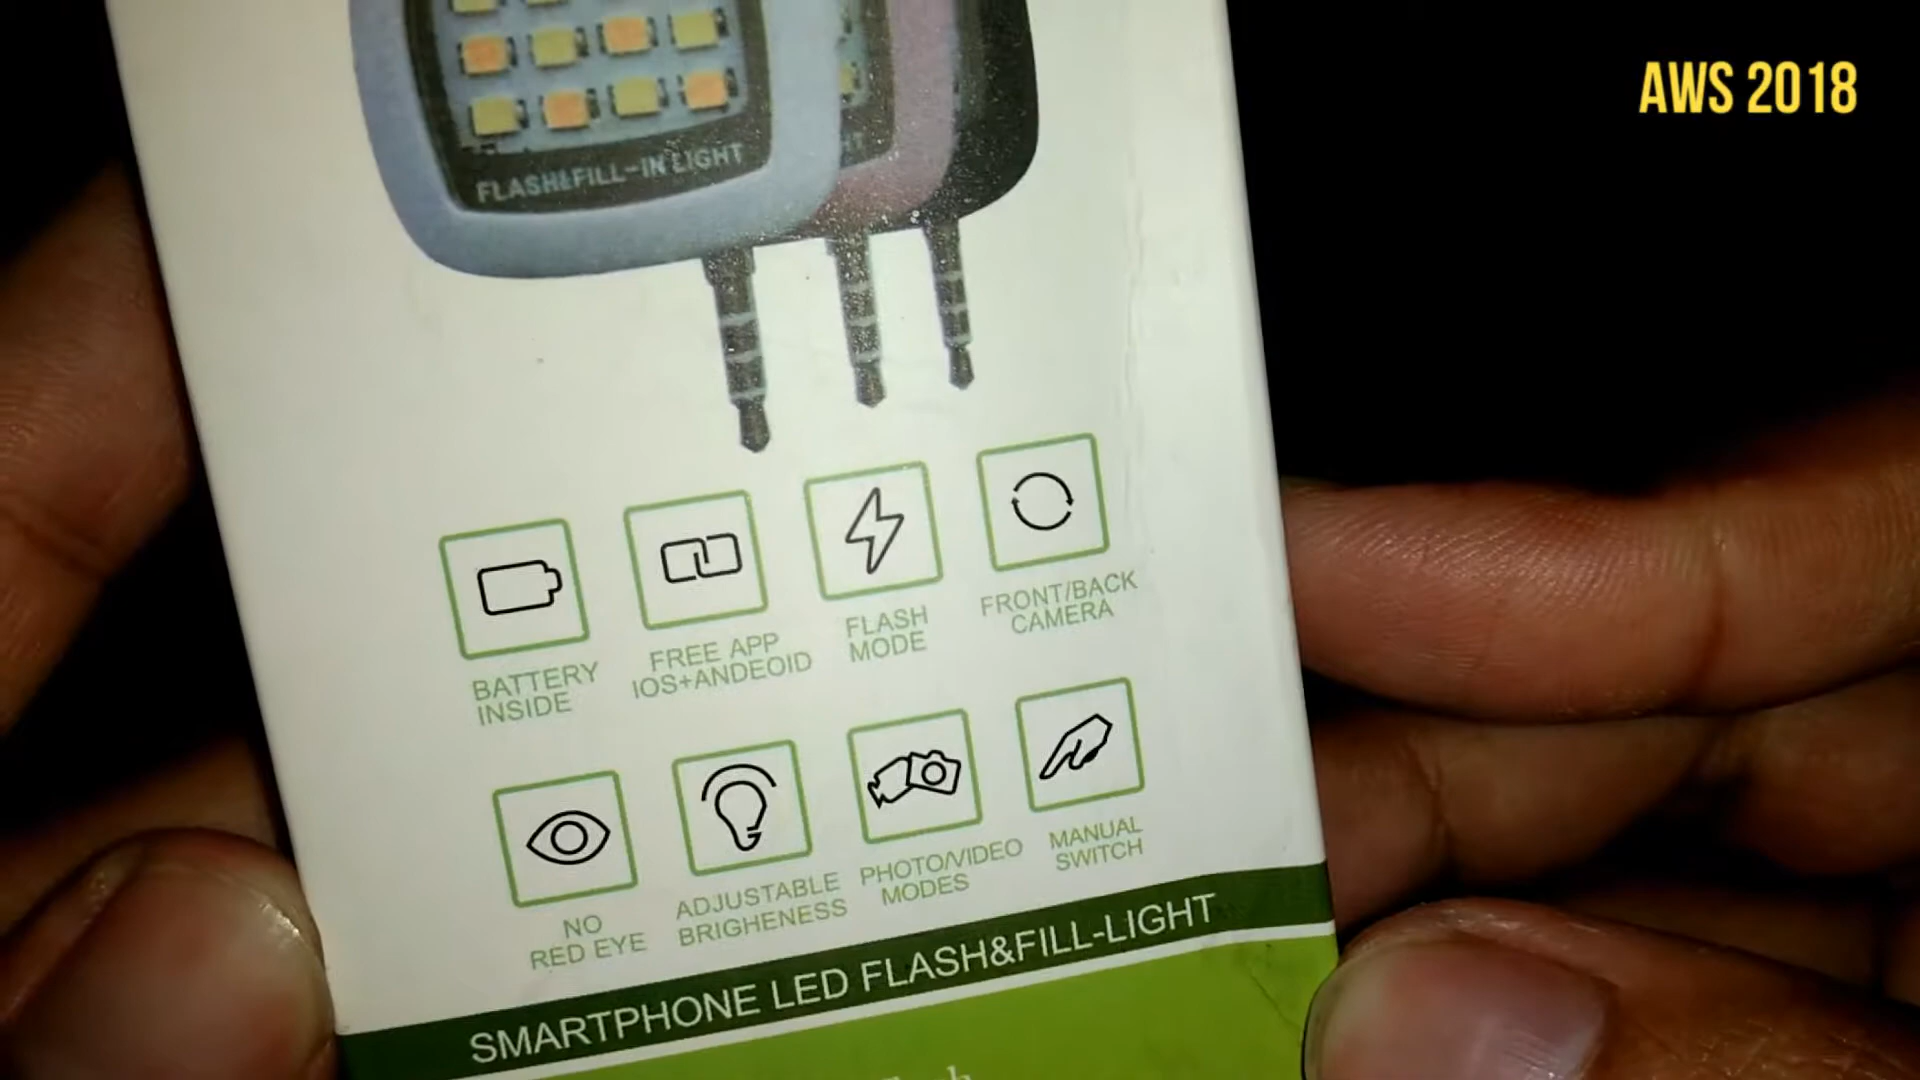 AWS 2018
FLASH&FILL-IN LIGHT
BATTERY
INSIDE
FREE APP
IOS+ANDEOID
FLASH
MODE
FRONT/BACK
CAMERA
NO
RED EYE
ADJUSTABLE
BRIGHENESS
PHOTO/VIDEO
MODES
MANUAL
SWITCH
SMARTPHONE LED FLASH&FILL-LIGHT